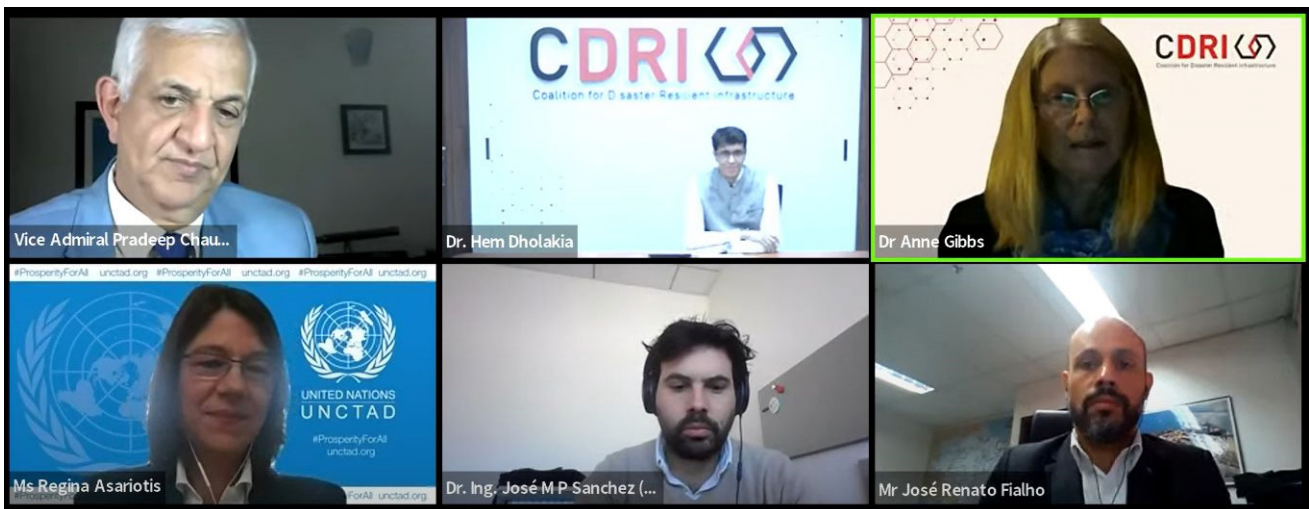 CDRI
Coalition for Disaster Resilient Infrastructure
CDRI
Coalition for Disaster Resilient Infrastructure
Vice Admiral Pradeep Chau...
Dr. Hem Dholakia
Dr Anne Gibbs
#ProsperityForAll unctad.org #ProsperityForAll unctad.org #ProsperityForAll unctad.org
UNITED NATIONS
UNCTAD
#ProsperityForAll
unctad.org
Ms Regina Asariotis
ForAll unctad.org
Dr. Ing. José M P Sanchez (...
Mr José Renato Fialho